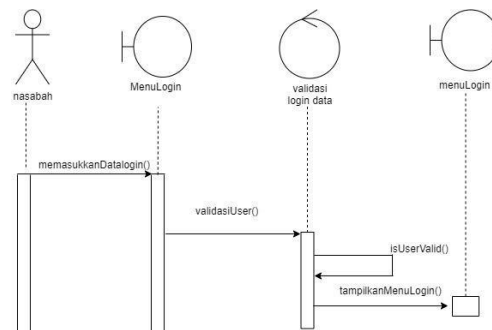 nasabah
MenuLogin
validasi
login data
menuLogin
memasukkanDatalogin()
validasiUser()
isUserValid()
tampilkanMenuLogin()